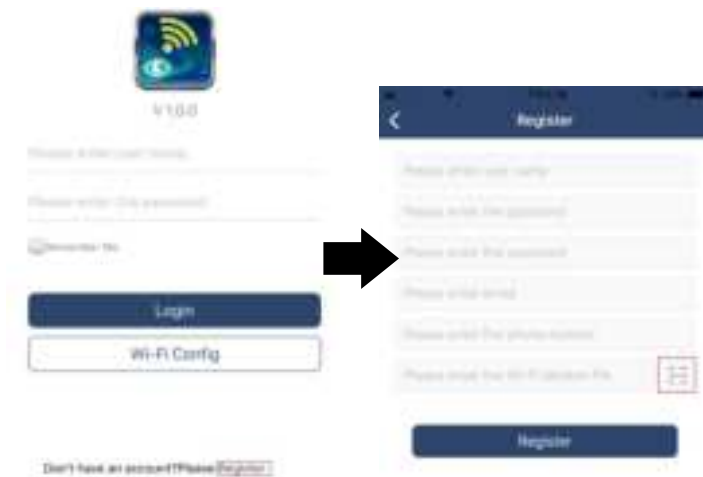 V1.0.0
Please enter user name
Please enter the password
Remember Me
Login
Wi-Fi Config
Don't have an account?Please Register
Register
Please enter user name
Please enter the password
Please enter the password
Please enter email
Please enter the phone number
Please enter the Wi-Fi module PN
Register